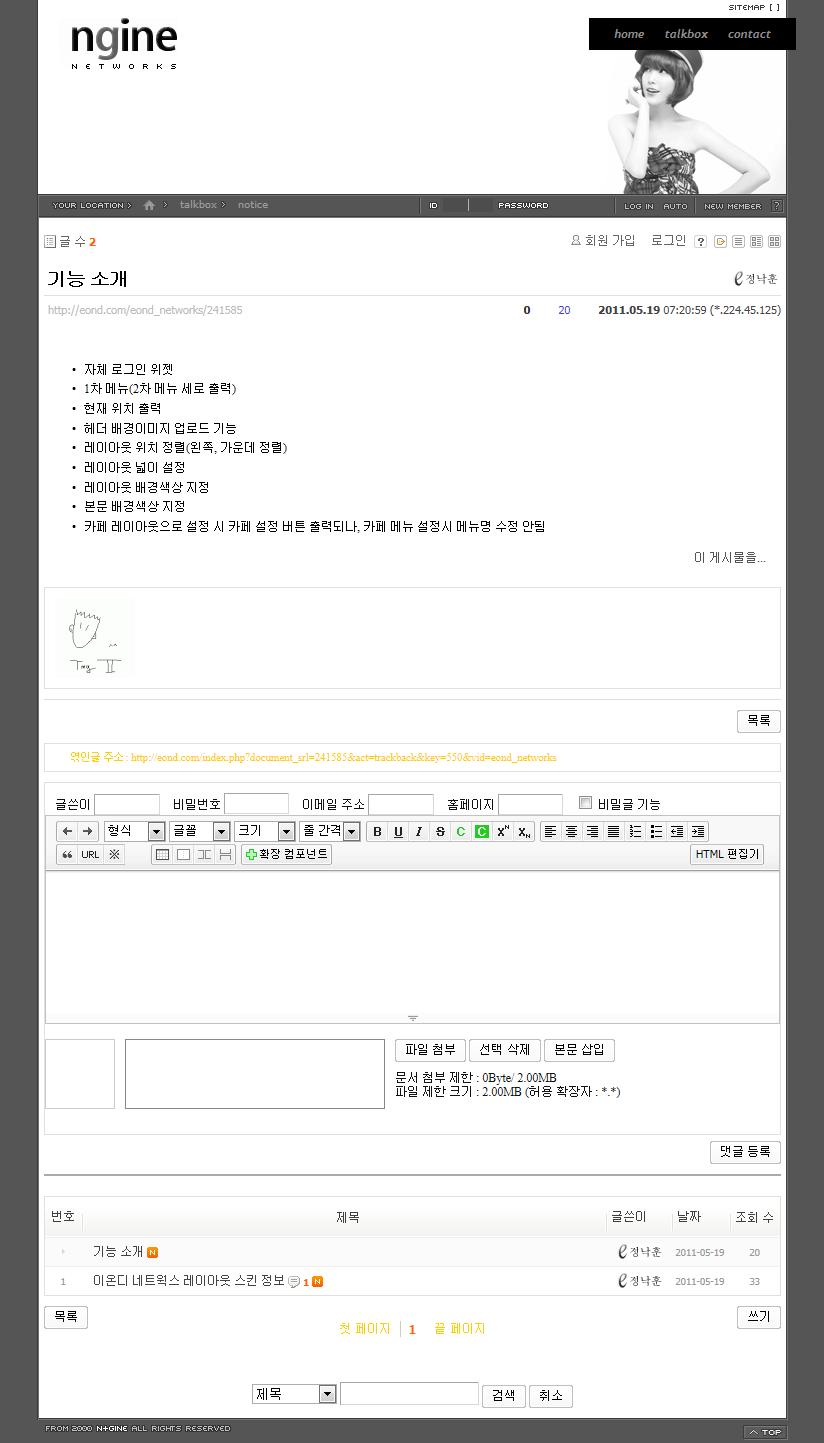 SITEMAP [ ]
ngine
NETWORKS
home talkbox contact
YOUR LOCATION > > talkbox > notice ID PASSWORD LOG IN AUTO NEW MEMBER ?
글 수 2 회원 가입 로그인 ?
기능 소개 e정낙훈
http://eond.com/eond_networks/241585 0 20 2011.05.19 07:20:59 (*.224.45.125)
• 자체 로그인 위젯
• 1차 메뉴(2차 메뉴 세로 출력)
• 현재 위치 출력
• 헤더 배경이미지 업로드 기능
• 레이아웃 위치 정렬(왼쪽, 가운데 정렬)
• 레이아웃 넓이 설정
• 레이아웃 배경색상 지정
• 본문 배경색상 지정
• 카페 레이아웃으로 설정 시 카페 설정 버튼 출력되나, 카페 메뉴 설정시 메뉴명 수정 안됨
이 게시물을...
목록
엮인글 주소 : http://eond.com/index.php?document_srl=241585&act=trackback&key=550&vid=eond_networks
글쓴이 비밀번호 이메일 주소 홈페이지 비밀글 기능
형식 글꼴 크기 줄 간격 B U I S C C XN XN
“ URL ※ 확장 컴포넌트 HTML 편집기
파일 첨부 선택 삭제 본문 삽입
문서 첨부 제한 : 0Byte/ 2.00MB
파일 제한 크기 : 2.00MB (허용 확장자 : *.*)
댓글 등록
번호 제목 글쓴이 날짜 조회 수
기능 소개 N e정낙훈 2011-05-19 20
1 이온디 네트웍스 레이아웃 스킨 정보 1 N e정낙훈 2011-05-19 33
목록 첫 페이지 1 끝 페이지 쓰기
제목 검색 취소
FROM 2000 N+GINE ALL RIGHTS RESERVED TOP